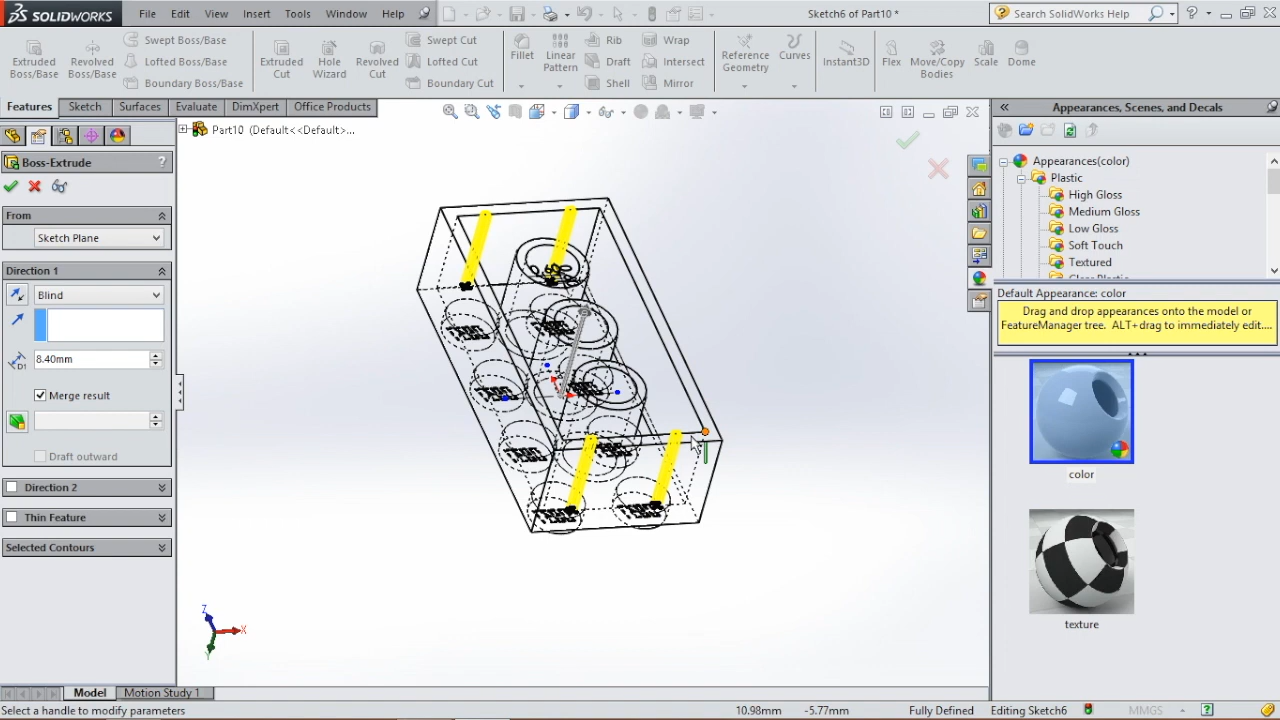 SOLIDWORKS
File Edit View Insert Tools Window Help
Sketch6 of Part10 *
Search SolidWorks Help
Extruded Boss/Base
Revolved Boss/Base
Swept Boss/Base
Lofted Boss/Base
Boundary Boss/Base
Extruded Cut
Hole Wizard
Revolved Cut
Swept Cut
Lofted Cut
Boundary Cut
Fillet
Linear Pattern
Rib
Draft
Shell
Wrap
Intersect
Mirror
Reference Geometry
Curves
Instant3D
Flex
Move/Copy Bodies
Scale
Dome
Features Sketch Surfaces Evaluate DimXpert Office Products
Part10 (Default<<Default>...
Boss-Extrude ?
From
Sketch Plane
Direction 1
Blind
D1
8.40mm
Merge result
Draft outward
Direction 2
Thin Feature
Selected Contours
Z
X
Y
Appearances, Scenes, and Decals
Appearances(color)
Plastic
High Gloss
Medium Gloss
Low Gloss
Soft Touch
Textured
Default Appearance: color
Drag and drop appearances onto the model or
FeatureManager tree. ALT+drag to immediately edit....
color
texture
Model Motion Study 1
Select a handle to modify parameters
10.98mm -5.77mm Fully Defined Editing Sketch6 MMGS